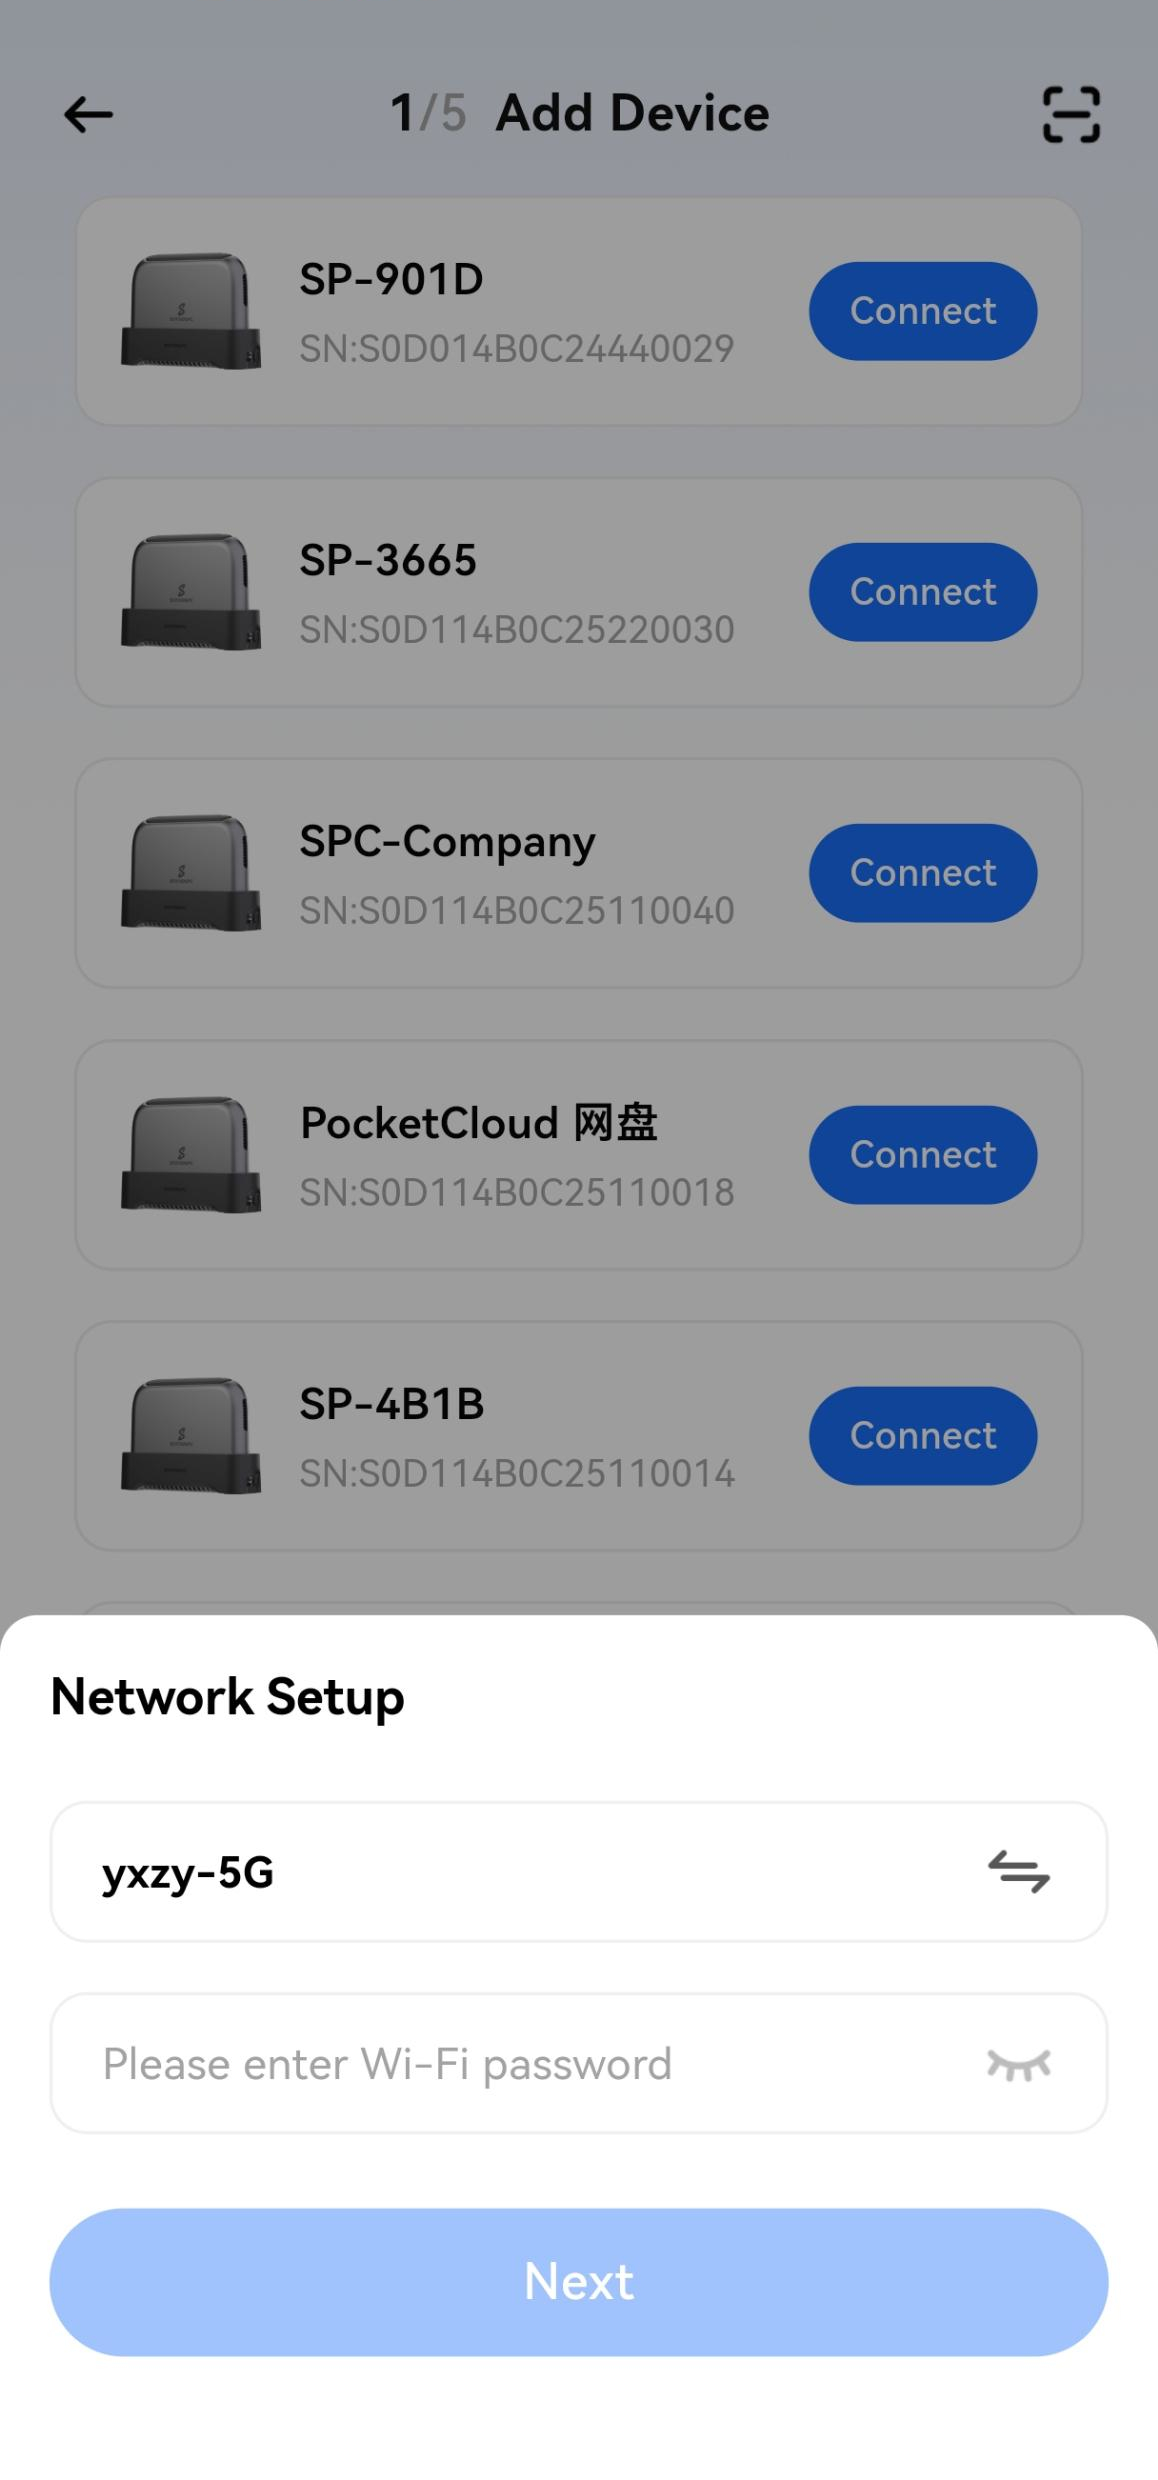 1/5 Add Device
SP-901D
SN:S0D014B0C24440029
Connect
SP-3665
SN:S0D114B0C25220030
Connect
SPC-Company
SN:S0D114B0C25110040
Connect
PocketCloud 网盘
SN:S0D114B0C25110018
Connect
SP-4B1B
SN:S0D114B0C25110014
Connect
Network Setup
yxzy-5G
Please enter Wi-Fi password
Next